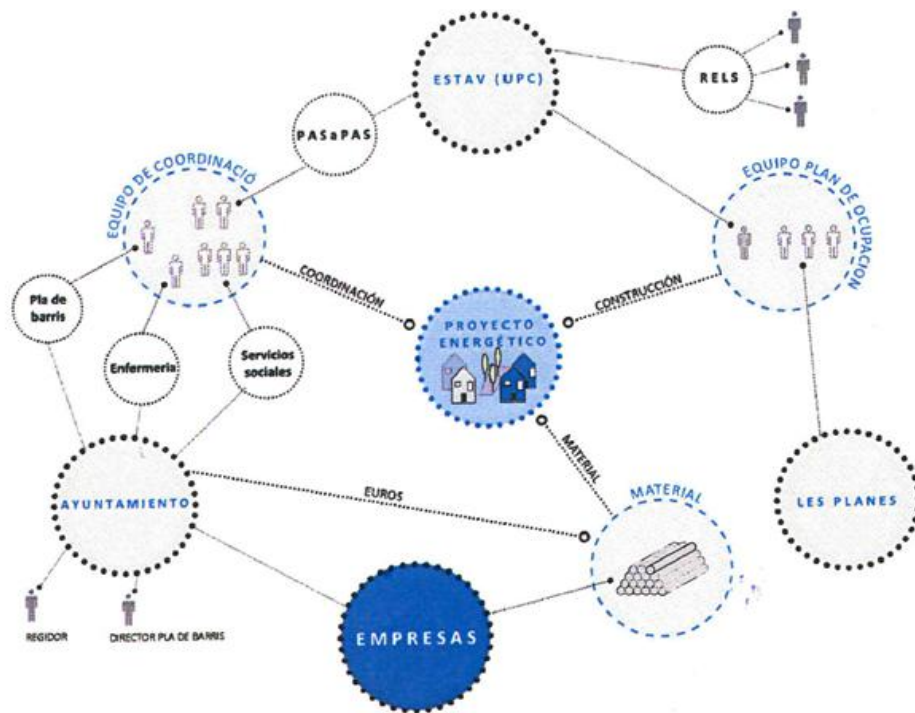 ESTAV (UPC)
RELS
PASaPAS
EQUIPO DE COORDINACIÓ
EQUIPO PLAN DE OCUPACION
COORDINACIÓN
CONSTRUCCIÓN
Pla de
barris
PROYECTO
ENERGÉTICO
Enfermeria
Servicios
sociales
MATERIAL
AYUNTAMIENTO
EUROS
MATERIAL
LES PLANES
EMPRESAS
REGIDOR
DIRECTOR PLA DE BARRIS